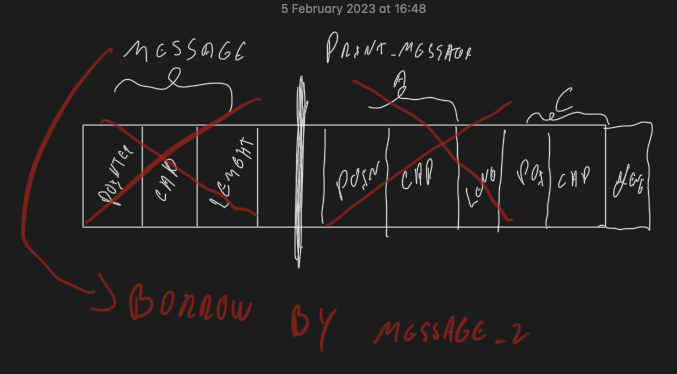 5 February 2023 at 16:48
MESSAGE PRINT_MESSAGE
A C
POINTER CAP LENGHT POIN CAP LENG POI CAP LENG
BORROW BY MESSAGE_2